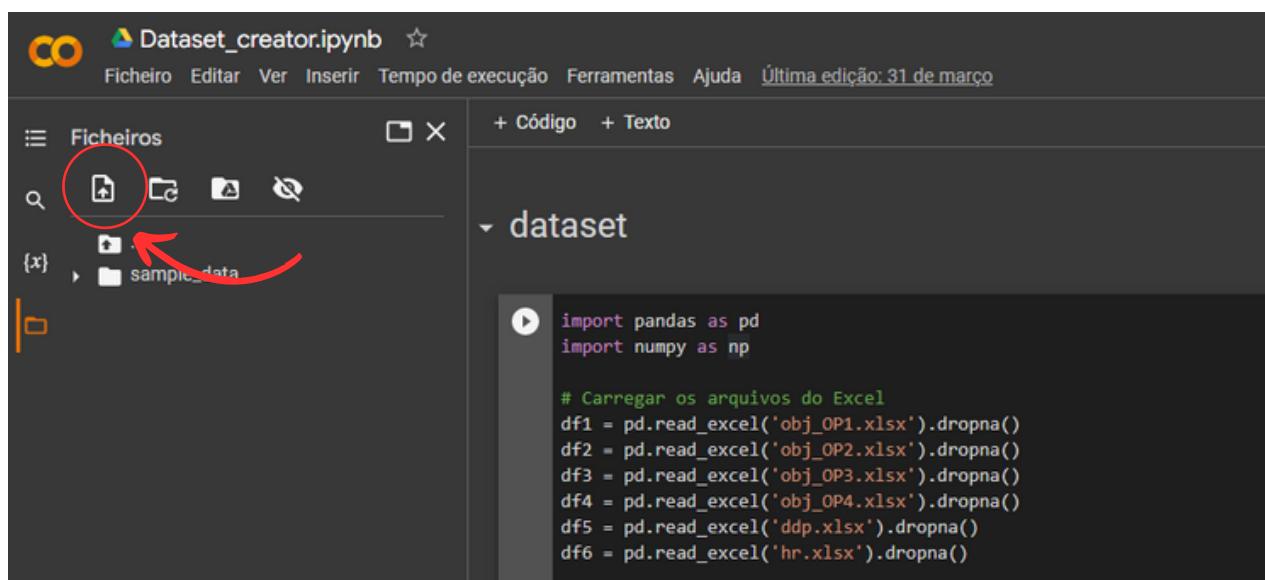 Dataset_creator.ipynb
Ficheiro Editar Ver Inserir Tempo de execução Ferramentas Ajuda Última edição: 31 de março
Ficheiros
+ Código + Texto
{x}
sample_data
dataset
import pandas as pd
import numpy as np
# Carregar os arquivos do Excel
df1 = pd.read_excel('obj_OP1.xlsx').dropna()
df2 = pd.read_excel('obj_OP2.xlsx').dropna()
df3 = pd.read_excel('obj_OP3.xlsx').dropna()
df4 = pd.read_excel('obj_OP4.xlsx').dropna()
df5 = pd.read_excel('ddp.xlsx').dropna()
df6 = pd.read_excel('hr.xlsx').dropna()